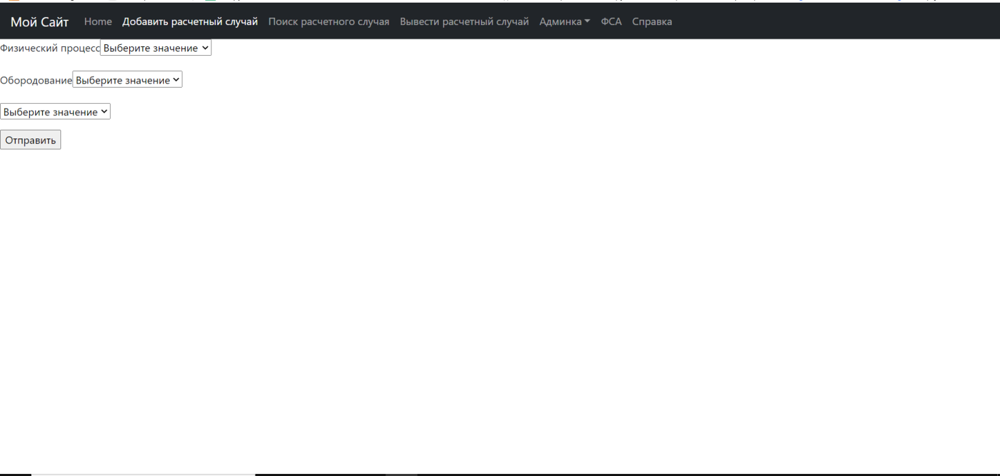 Мой Сайт Home Добавить расчетный случай Поиск расчетного случая Вывести расчетный случай Админка ФСА Справка
Физический процесс Выберите значение
Обородование Выберите значение
Выберите значение
Отправить